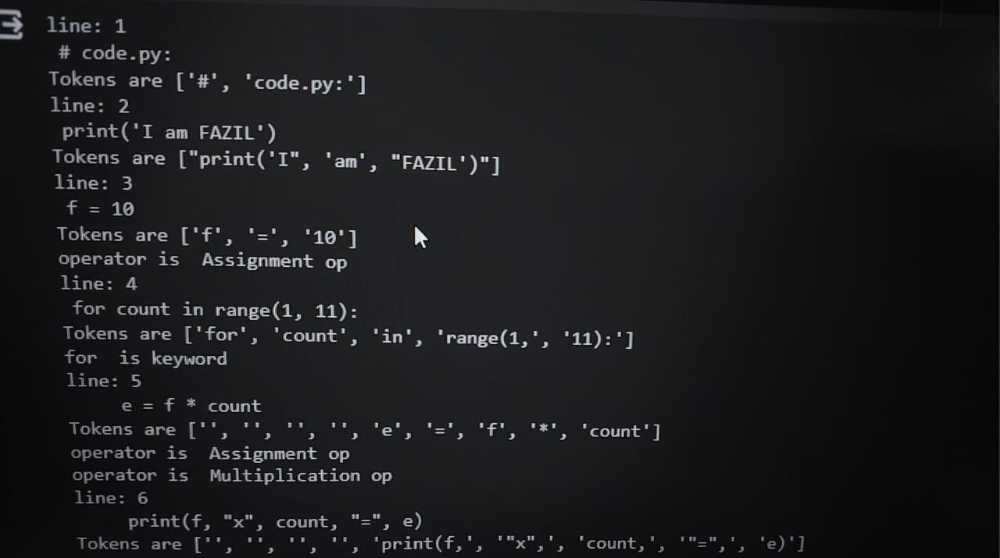 line: 1
# code.py:
Tokens are ['#', 'code.py:']
line: 2
print('I am FAZIL')
Tokens are ["print('I", 'am', "FAZIL')"]
line: 3
f = 10
Tokens are ['f', '=', '10']
operator is  Assignment op
line: 4
for count in range(1, 11):
Tokens are ['for', 'count', 'in', 'range(1,', '11):']
for  is keyword
line: 5
    e = f * count
Tokens are ['', '', '', '', 'e', '=', 'f', '*', 'count']
operator is  Assignment op
operator is  Multiplication op
line: 6
    print(f, "x", count, "=", e)
Tokens are ['', '', '', '', 'print(f,', '"x",', 'count,', '"=",', 'e)']